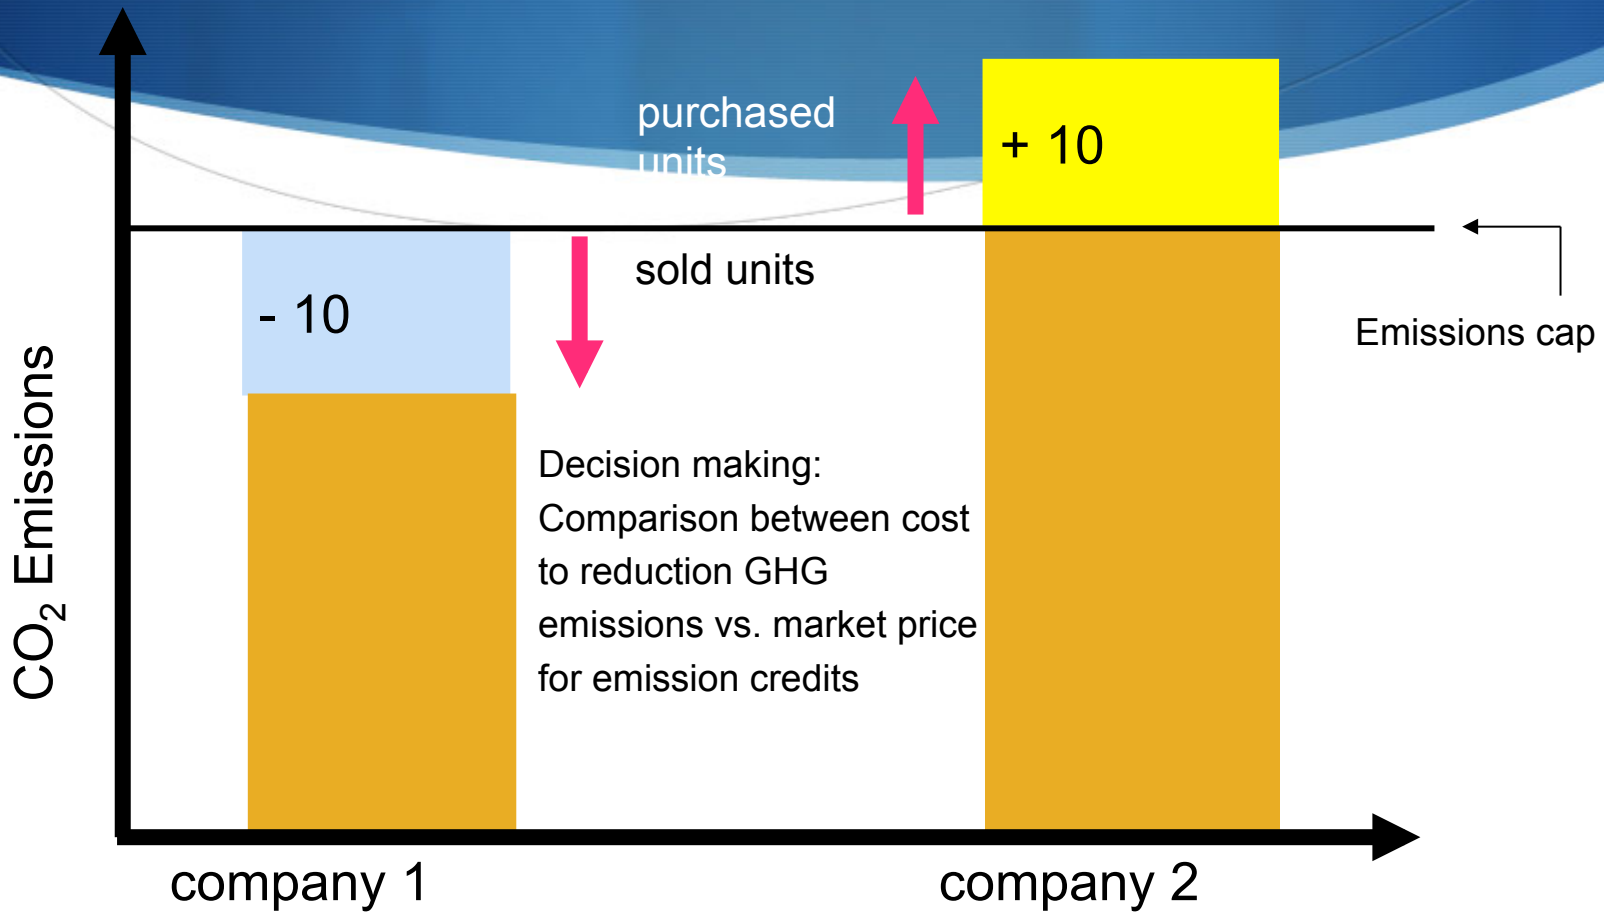 purchased
units
+ 10
sold units
- 10
Emissions cap
CO₂ Emissions
Decision making:
Comparison between cost
to reduction GHG
emissions vs. market price
for emission credits
company 1
company 2